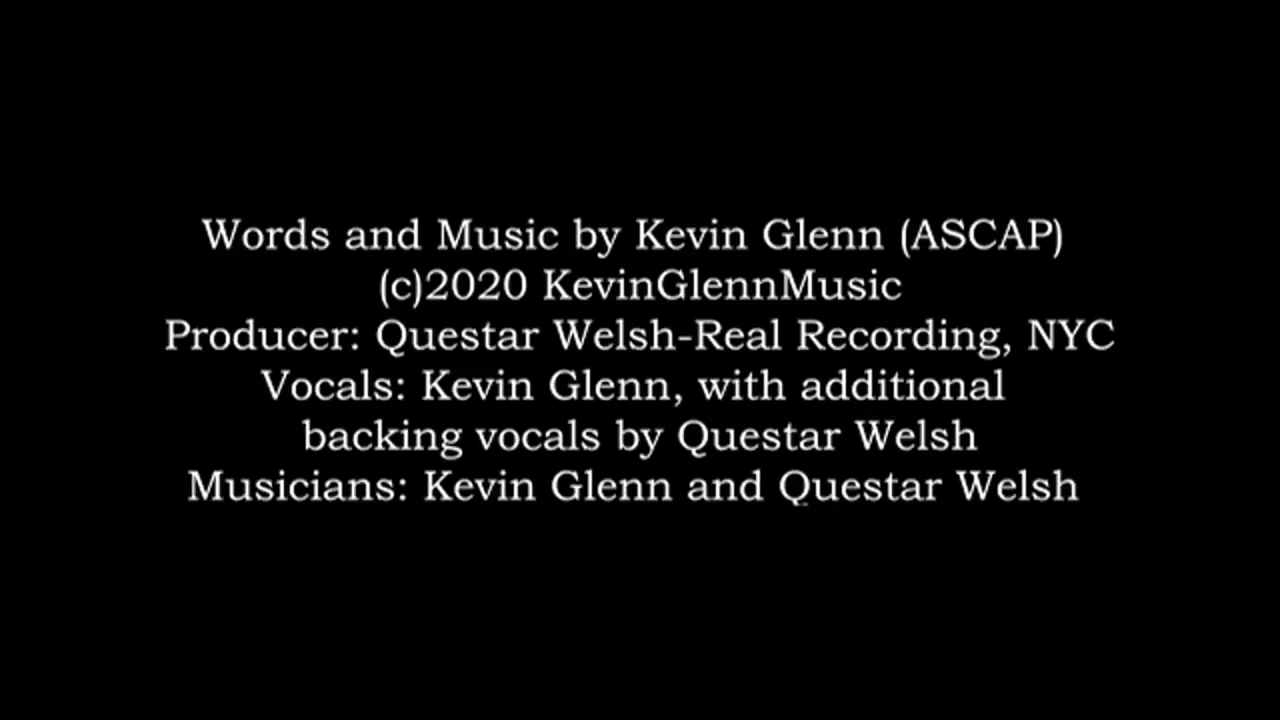 Words and Music by Kevin Glenn (ASCAP)
(c)2020 KevinGlennMusic
Producer: Questar Welsh-Real Recording, NYC
Vocals: Kevin Glenn, with additional
backing vocals by Questar Welsh
Musicians: Kevin Glenn and Questar Welsh